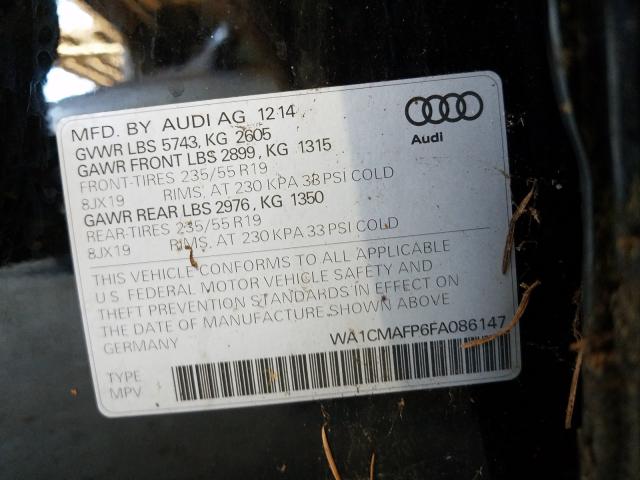 MFD. BY AUDI AG 12 14
GVWR LBS 5743, KG 2605
GAWR FRONT LBS 2899, KG 1315
FRONT-TIRES 235/55 R19
8JX19 RIMS, AT 230 KPA 33 PSI COLD
GAWR REAR LBS 2976, KG 1350
REAR-TIRES 235/55 R19
8JX19 RIMS, AT 230 KPA 33 PSI COLD
Audi
THIS VEHICLE CONFORMS TO ALL APPLICABLE
U.S. FEDERAL MOTOR VEHICLE SAFETY AND
THEFT PREVENTION STANDARDS IN EFFECT ON
THE DATE OF MANUFACTURE SHOWN ABOVE
GERMANY
WA1CMAFP6FA086147
TYPE
MPV